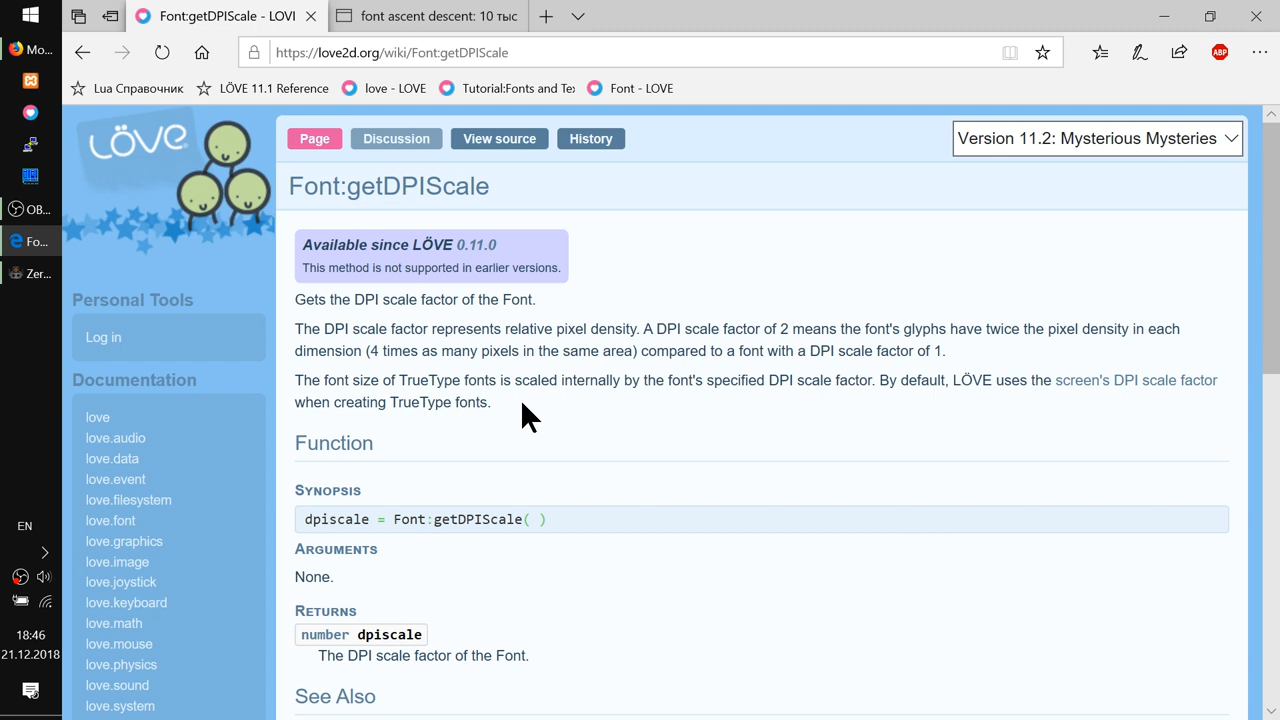 Font:getDPIScale - LOVI
font ascent descent: 10 тыс
Mo...
https://love2d.org/wiki/Font:getDPIScale
ABP
Lua Справочник
LÖVE 11.1 Reference
love - LOVE
Tutorial:Fonts and Te
Font - LOVE
LÖVE
Page
Discussion
View source
History
Version 11.2: Mysterious Mysteries
Font:getDPIScale
OB...
Fo...
Zer...
Available since LÖVE 0.11.0
This method is not supported in earlier versions.
Personal Tools
Log in
Documentation
love
love.audio
love.data
love.event
love.filesystem
love.font
love.graphics
love.image
love.joystick
love.keyboard
love.math
love.mouse
love.physics
love.sound
love.system
Gets the DPI scale factor of the Font.
The DPI scale factor represents relative pixel density. A DPI scale factor of 2 means the font's glyphs have twice the pixel density in each
dimension (4 times as many pixels in the same area) compared to a font with a DPI scale factor of 1.
The font size of TrueType fonts is scaled internally by the font's specified DPI scale factor. By default, LÖVE uses the screen's DPI scale factor
when creating TrueType fonts.
Function
SYNOPSIS
dpiscale = Font:getDPIScale( )
ARGUMENTS
None.
RETURNS
number dpiscale
The DPI scale factor of the Font.
See Also
EN
18:46
21.12.2018